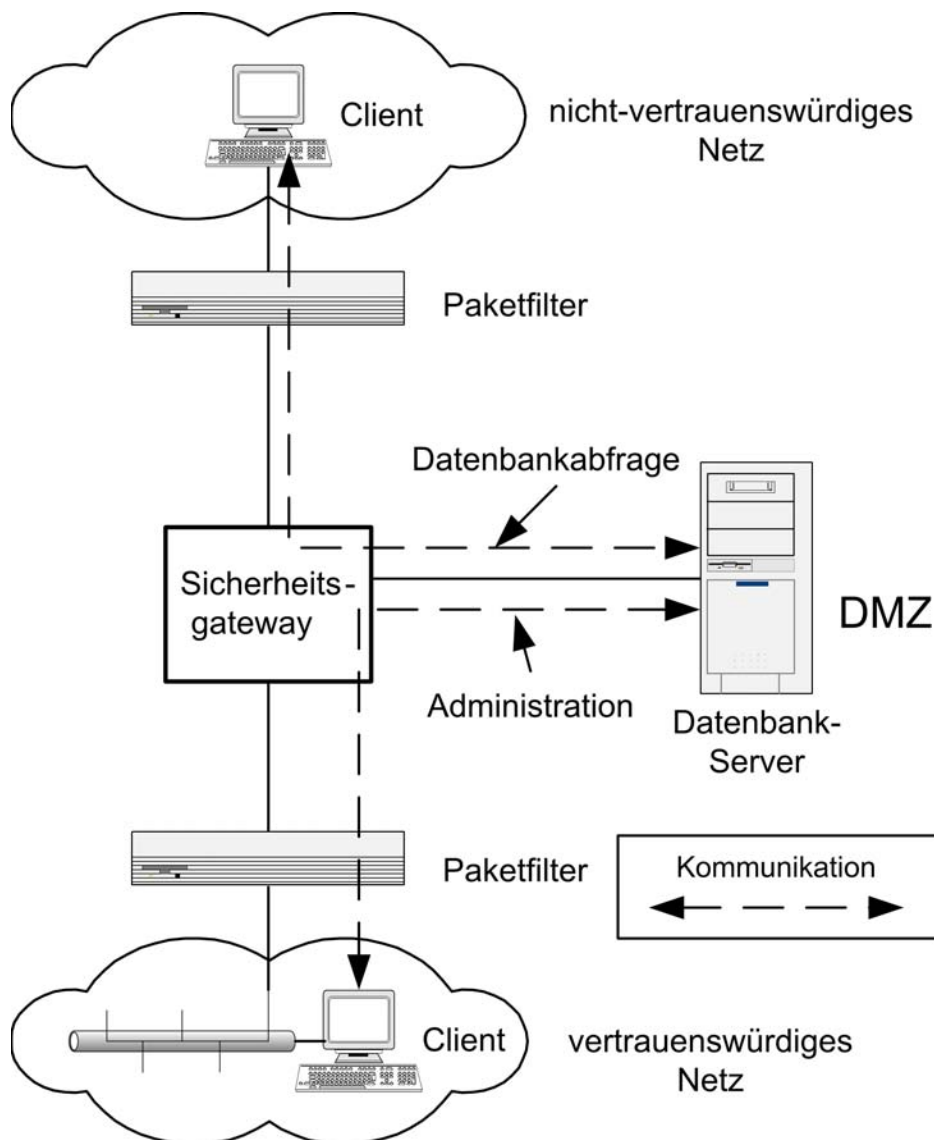 Client
nicht-vertrauenswürdiges
Netz
Paketfilter
Datenbankabfrage
Sicherheits-
gateway
DMZ
Administration
Datenbank-
Server
Paketfilter
Kommunikation
Client
vertrauenswürdiges
Netz